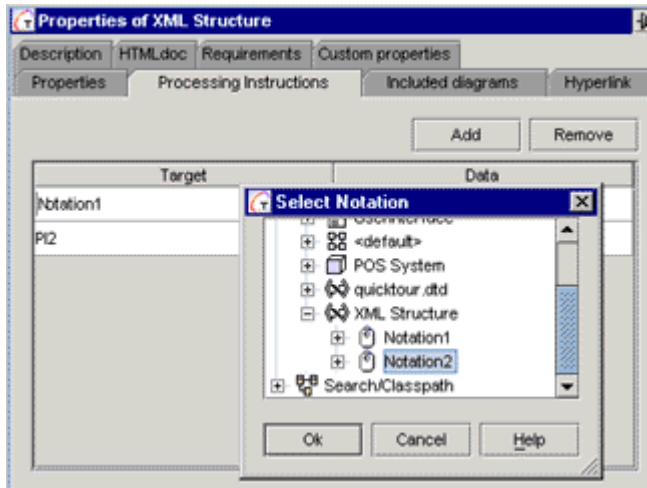 Properties of XML Structure
Description HTMLdoc Requirements Custom properties
Properties Processing Instructions Included diagrams Hyperlink
Add Remove
Target Data
Notation1
PI2
Select Notation
UserInterface
<default>
POS System
quicktour.dtd
XML Structure
Notation1
Notation2
Search/Classpath
Ok Cancel Help